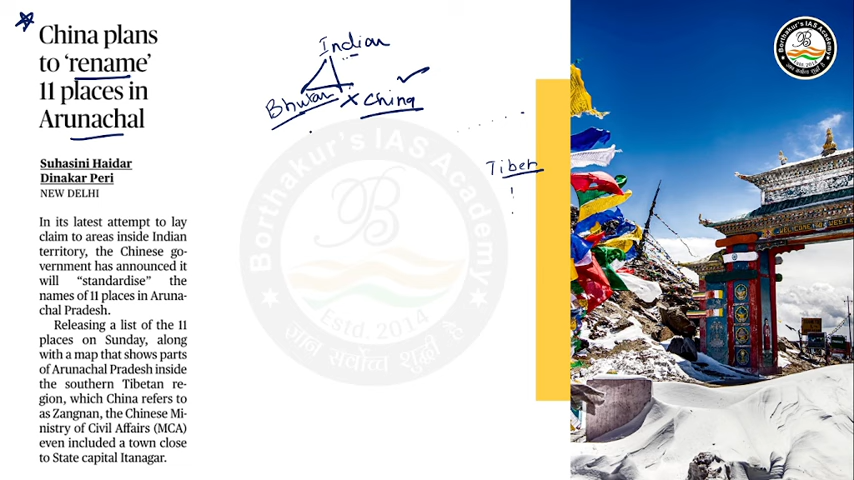 China plans
to ‘rename’
11 places in
Arunachal
Suhasini Haidar
Dinakar Peri
NEW DELHI
In its latest attempt to lay
claim to areas inside Indian
territory, the Chinese go-
vernment has announced it
will “standardise” the
names of 11 places in Aruna-
chal Pradesh.
Releasing a list of the 11
places on Sunday, along
with a map that shows parts
of Arunachal Pradesh inside
the southern Tibetan re-
gion, which China refers to
as Zangnan, the Chinese Mi-
nistry of Civil Affairs (MCA)
even included a town close
to State capital Itanagar.
Indian
Bhutan x China
Tibet
Borthakur's IAS Academy
B
Estd. 2014
ज्ञान सर्वोच्च शुद्धी है
Borthakur's IAS Academy
B